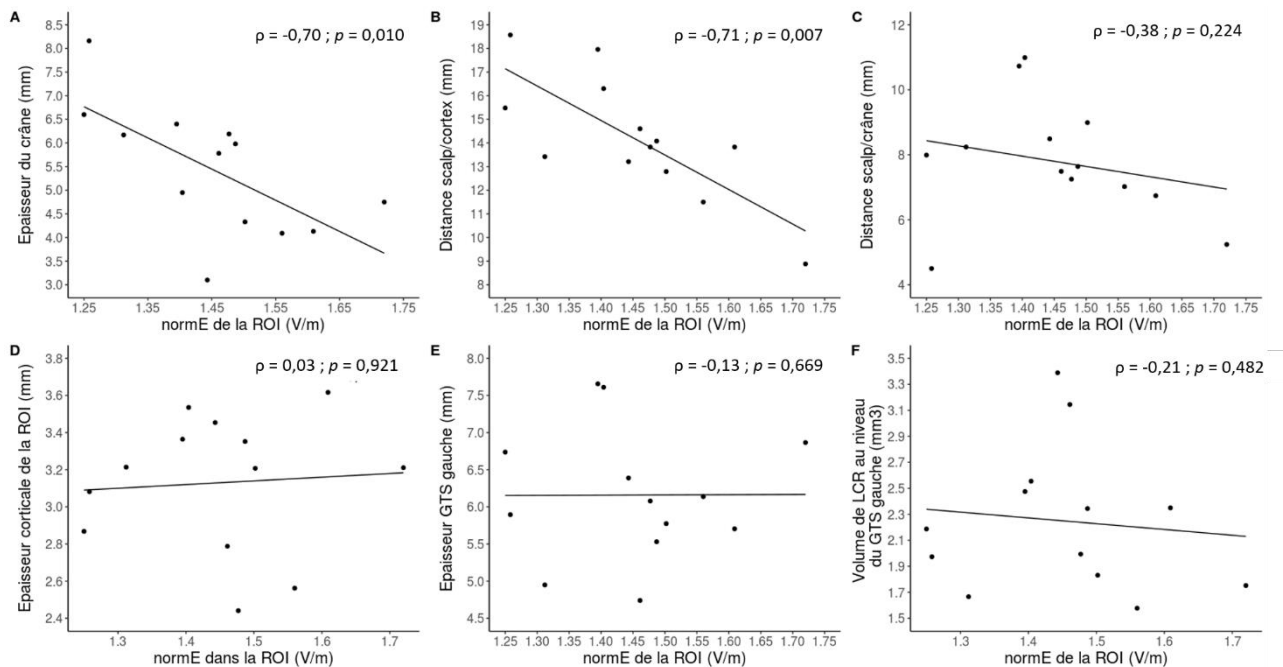 A
ρ = -0,70 ; p = 0,010
Epaisseur du crâne (mm)
8.5
8.0
7.5
7.0
6.5
6.0
5.5
5.0
4.5
4.0
3.5
3.0
1.25 1.35 1.45 1.55 1.65 1.75
normE de la ROI (V/m)
B
ρ = -0,71 ; p = 0,007
Distance scalp/cortex (mm)
19
18
17
16
15
14
13
12
11
10
9
8
1.25 1.30 1.35 1.40 1.45 1.50 1.55 1.60 1.65 1.70 1.75
normE de la ROI (V/m)
C
ρ = -0,38 ; p = 0,224
Distance scalp/crâne (mm)
12
10
8
6
4
1.25 1.30 1.35 1.40 1.45 1.50 1.55 1.60 1.65 1.70 1.75
normE de la ROI (V/m)
D
ρ = 0,03 ; p = 0,921
Epaisseur corticale de la ROI (mm)
3.8
3.6
3.4
3.2
3.0
2.8
2.6
2.4
1.3 1.4 1.5 1.6 1.7
normE dans la ROI (V/m)
E
ρ = -0,13 ; p = 0,669
Epaisseur GTS gauche (mm)
8.0
7.5
7.0
6.5
6.0
5.5
5.0
4.5
1.25 1.30 1.35 1.40 1.45 1.50 1.55 1.60 1.65 1.70 1.75
normE de la ROI (V/m)
F
ρ = -0,21 ; p = 0,482
Volume de LCR au niveau
du GTS gauche (mm3)
3.5
3.3
3.1
2.9
2.7
2.5
2.3
2.1
1.9
1.7
1.5
1.3 1.4 1.5 1.6 1.7
normE de la ROI (V/m)